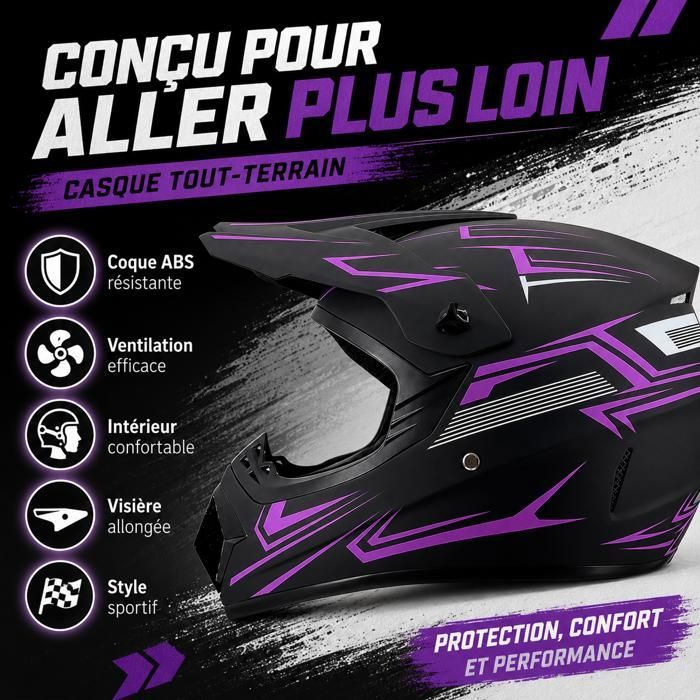 CONÇU POUR
ALLER PLUS LOIN
CASQUE TOUT-TERRAIN
Coque ABS
résistante
Ventilation
efficace
Intérieur
confortable
Visière
allongée
Style
sportif
PROTECTION, CONFORT
ET PERFORMANCE